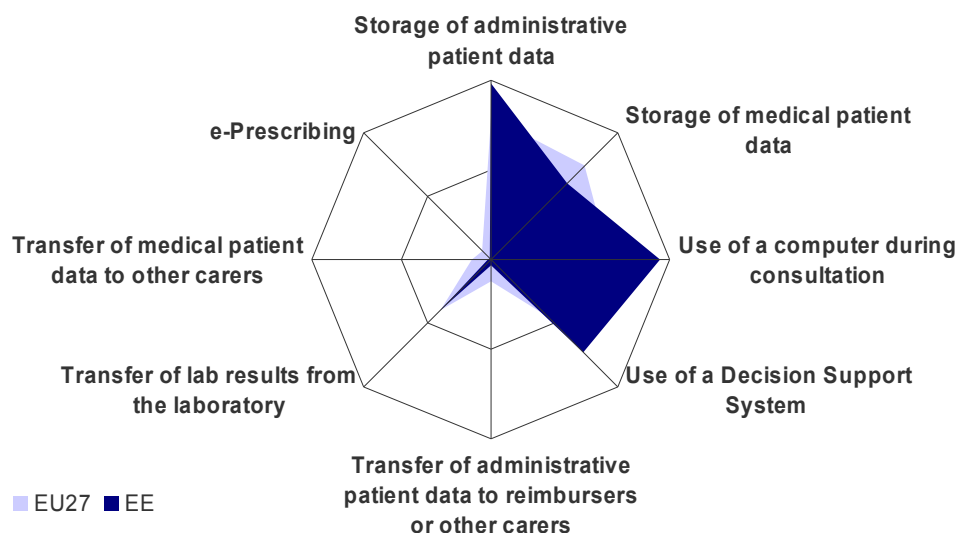 Storage of administrative
patient data
Storage of medical patient
data
e-Prescribing
Transfer of medical patient
data to other carers
Use of a computer during
consultation
Transfer of lab results from
the laboratory
Use of a Decision Support
System
Transfer of administrative
patient data to reimbursers
or other carers
EU27 EE